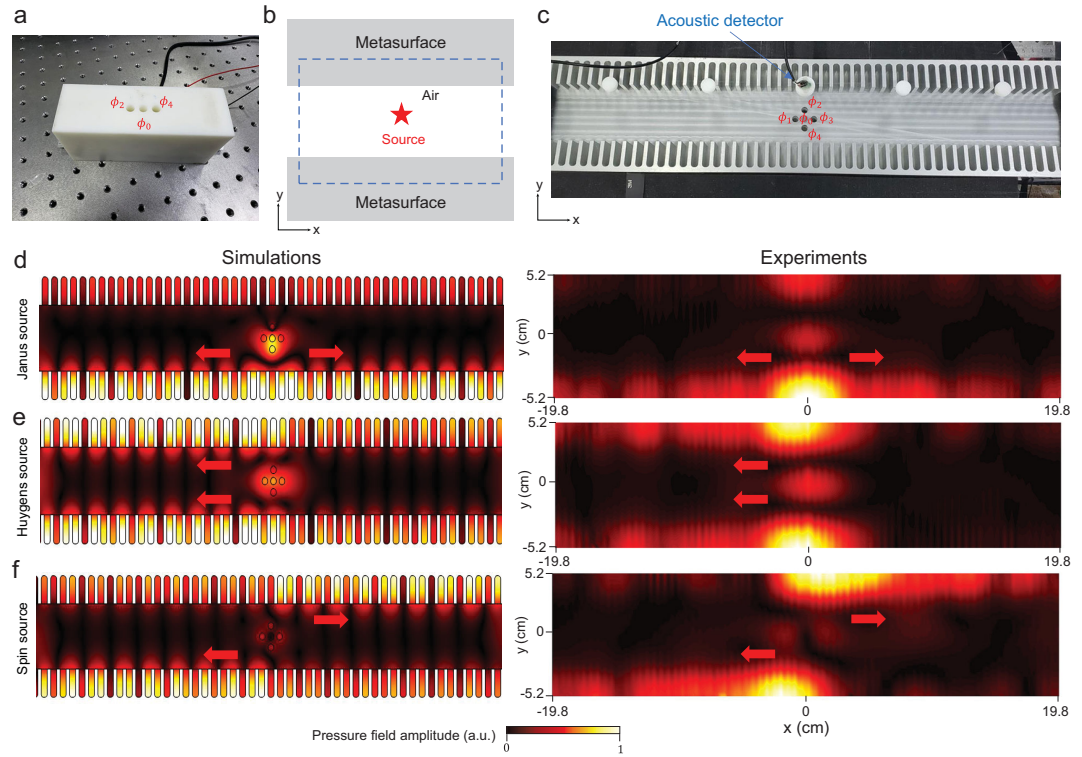 a
b
c
ϕ2
ϕ4
ϕ0
Metasurface
Air
Source
Metasurface
y
x
Acoustic detector
ϕ2
ϕ1 ϕ0 ϕ3
ϕ4
y
x
d
Simulations
Experiments
Janus source
5.2
y (cm)
0
-5.2
-19.8
0
19.8
e
Huygens source
5.2
y (cm)
0
-5.2
-19.8
0
19.8
f
Spin source
5.2
y (cm)
0
-5.2
-19.8
0
19.8
x (cm)
Pressure field amplitude (a.u.)
0
1